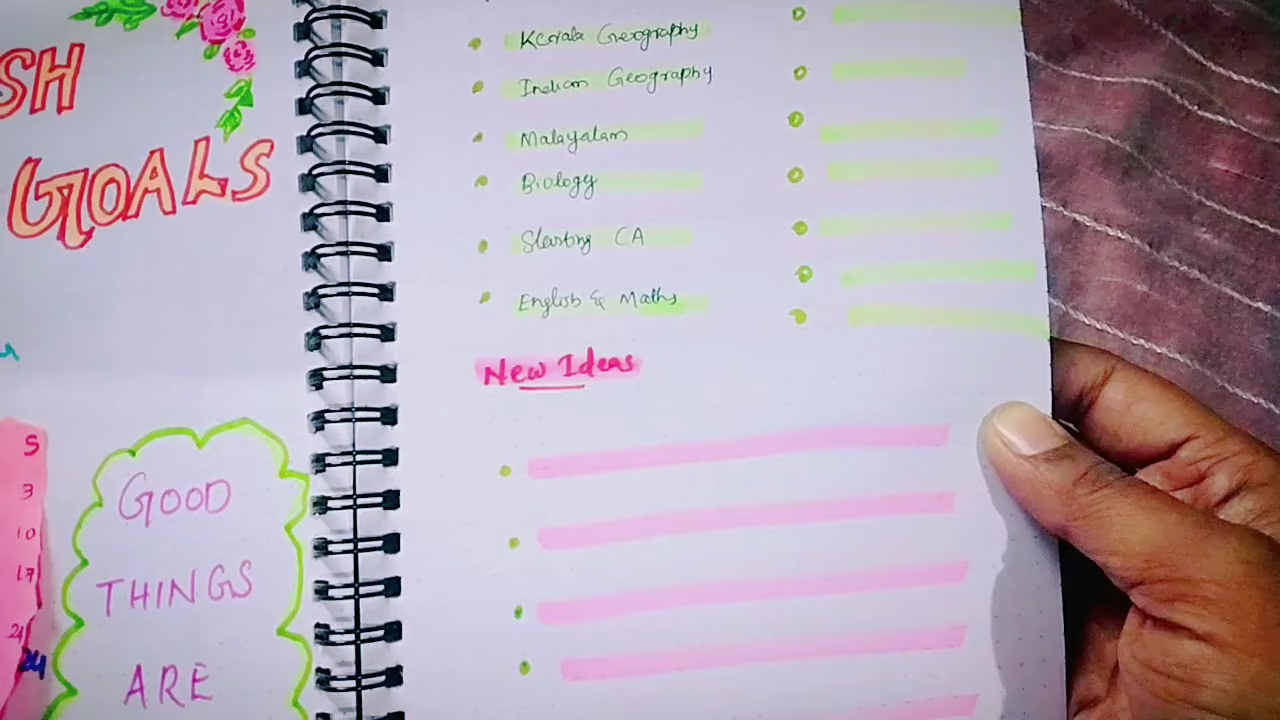 SH
GOALS
S
3
10
17
24
GOOD
THINGS
ARE
Kerala Geography
Indian Geography
Malayalam
Biology
Starting CA
English & Maths
New Ideas